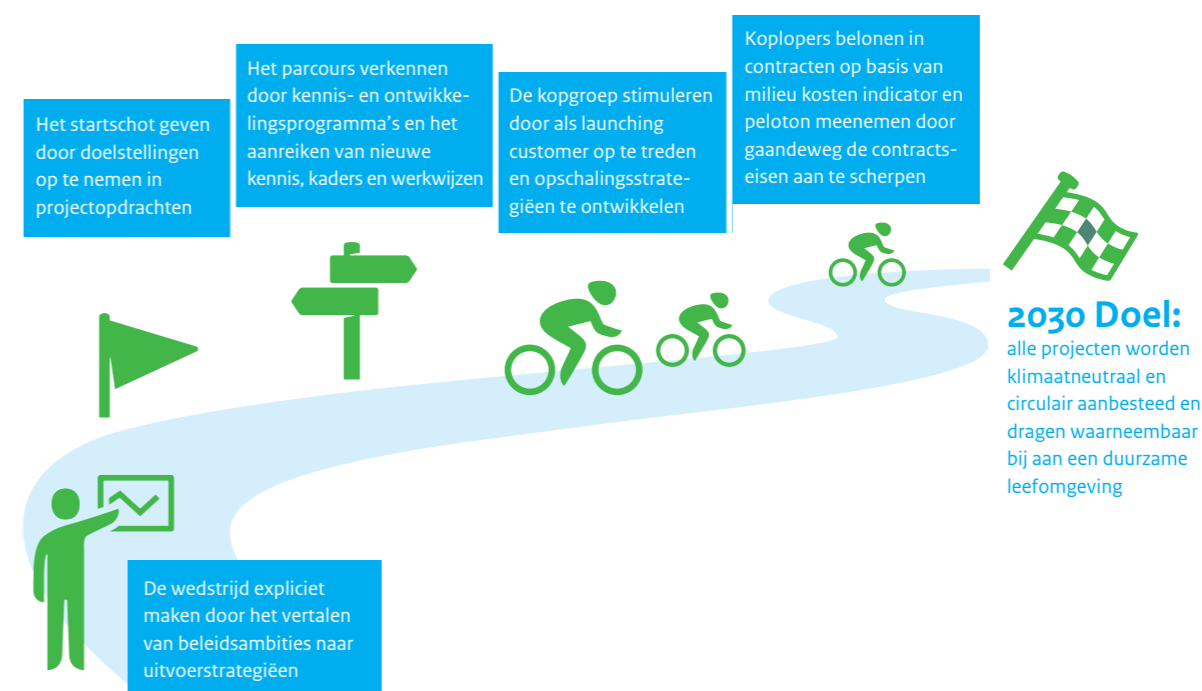 Het startschot geven
door doelstellingen
op te nemen in
projectopdrachten
Het parcours verkennen
door kennis- en ontwikke-
lingsprogramma's en het
aanreiken van nieuwe
kennis, kaders en werkwijzen
De kopgroep stimuleren
door als launching
customer op te treden
en opschalingsstrate-
giëen te ontwikkelen
Koplopers belonen in
contracten op basis van
milieu kosten indicator en
peloton meenemen door
gaandeweg de contracts-
eisen aan te scherpen
2030 Doel:
alle projecten worden
klimaatneutraal en
circulair aanbesteed en
dragen waarneembaar
bij aan een duurzame
leefomgeving
De wedstrijd expliciet
maken door het vertalen
van beleidsambities naar
uitvoerstrategiëen